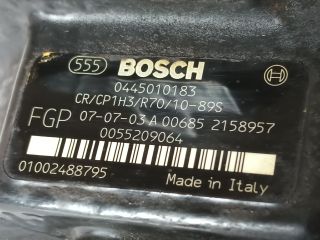 555 BOSCH
0445010183
CR/CP1H3/R70/10-89S
FGP 07-07-03 A 00685 2158957
0055209064
01002488795 Made in Italy